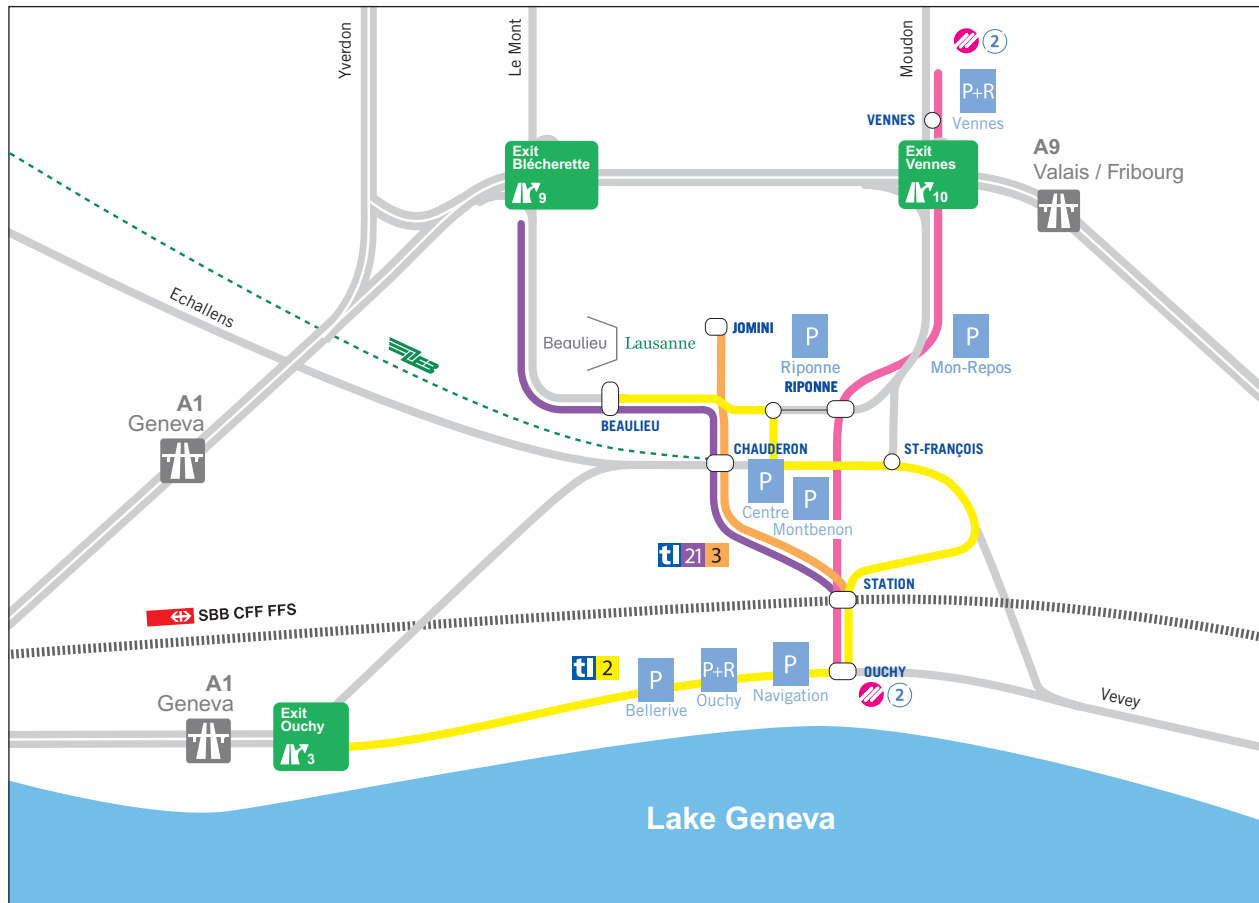 Yverdon
Le Mont
Moudon
2
P+R
Vennes
VENNES
Exit
Blécherette
9
Exit
Vennes
10
A9
Valais / Fribourg
Echallens
LEB
Beaulieu
Lausanne
JOMINI
P
Riponne
RIPONNE
P
Mon-Repos
A1
Geneva
BEAULIEU
CHAUDERON
ST-FRANÇOIS
P
Centre
P
Montbenon
tl 21 3
STATION
SBB CFF FFS
tl 2
P
Bellerive
P+R
Ouchy
P
Navigation
OUCHY
2
A1
Geneva
Exit
Ouchy
3
Vevey
Lake Geneva